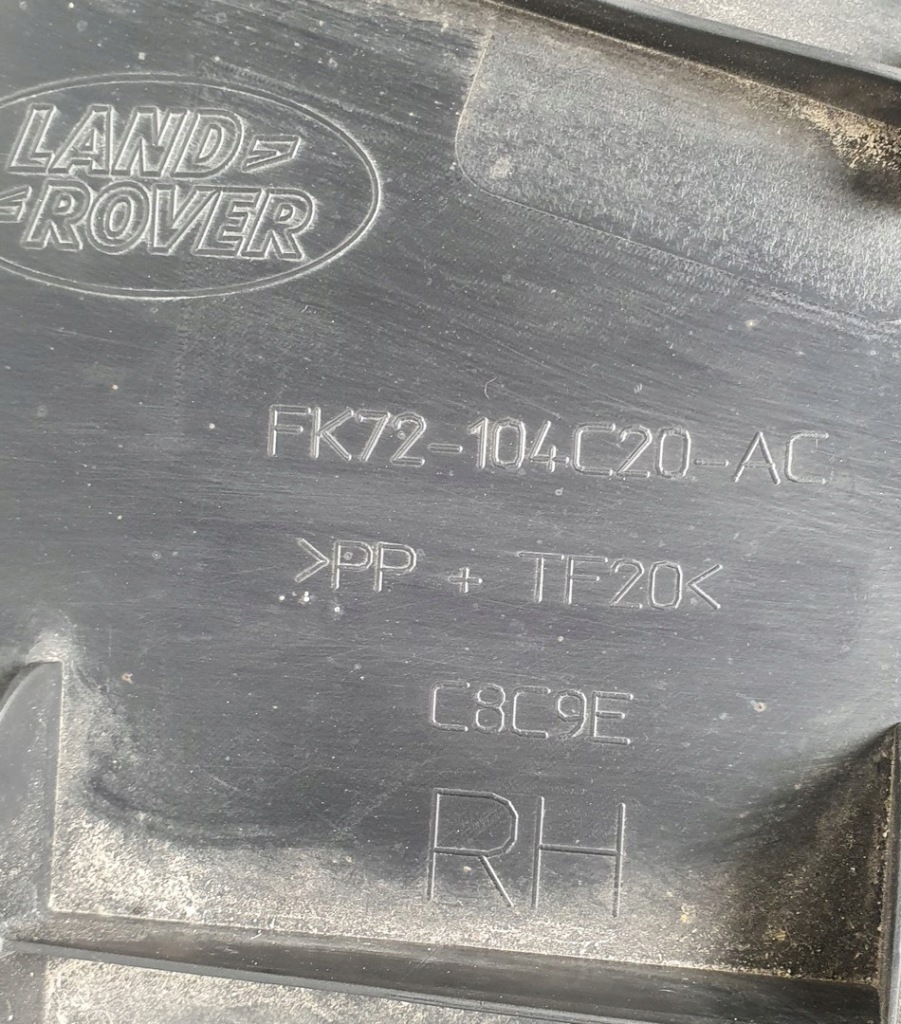 LAND
ROVER
FK72-104C20-AC
>PP + TF20<
C8C9E
RH